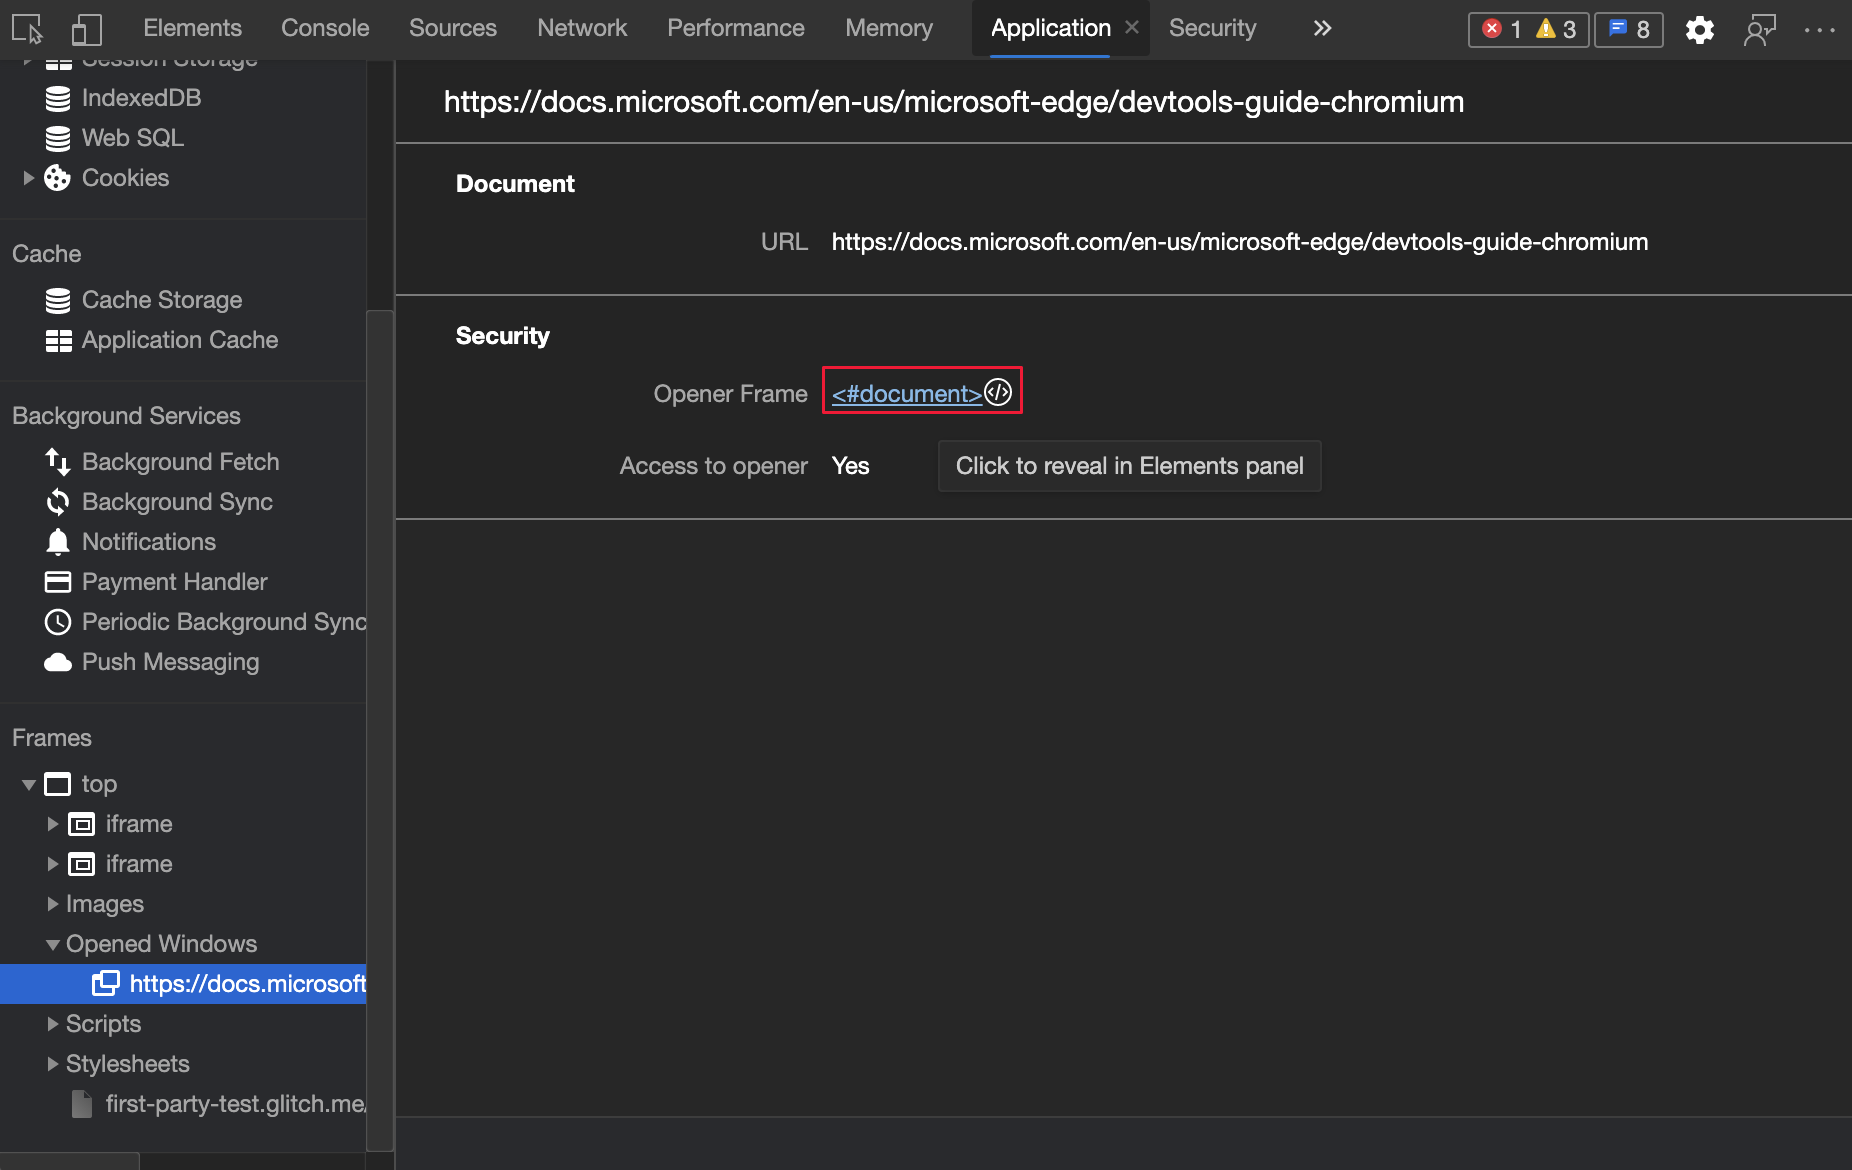 Elements Console Sources Network Performance Memory Application Security 1 3 8
Session Storage
IndexedDB
Web SQL
Cookies
Cache
Cache Storage
Application Cache
Background Services
Background Fetch
Background Sync
Notifications
Payment Handler
Periodic Background Sync
Push Messaging
Frames
top
iframe
iframe
Images
Opened Windows
https://docs.microsoft
Scripts
Stylesheets
first-party-test.glitch.me/
https://docs.microsoft.com/en-us/microsoft-edge/devtools-guide-chromium
Document
URL https://docs.microsoft.com/en-us/microsoft-edge/devtools-guide-chromium
Security
Opener Frame <#document>
Access to opener Yes
Click to reveal in Elements panel